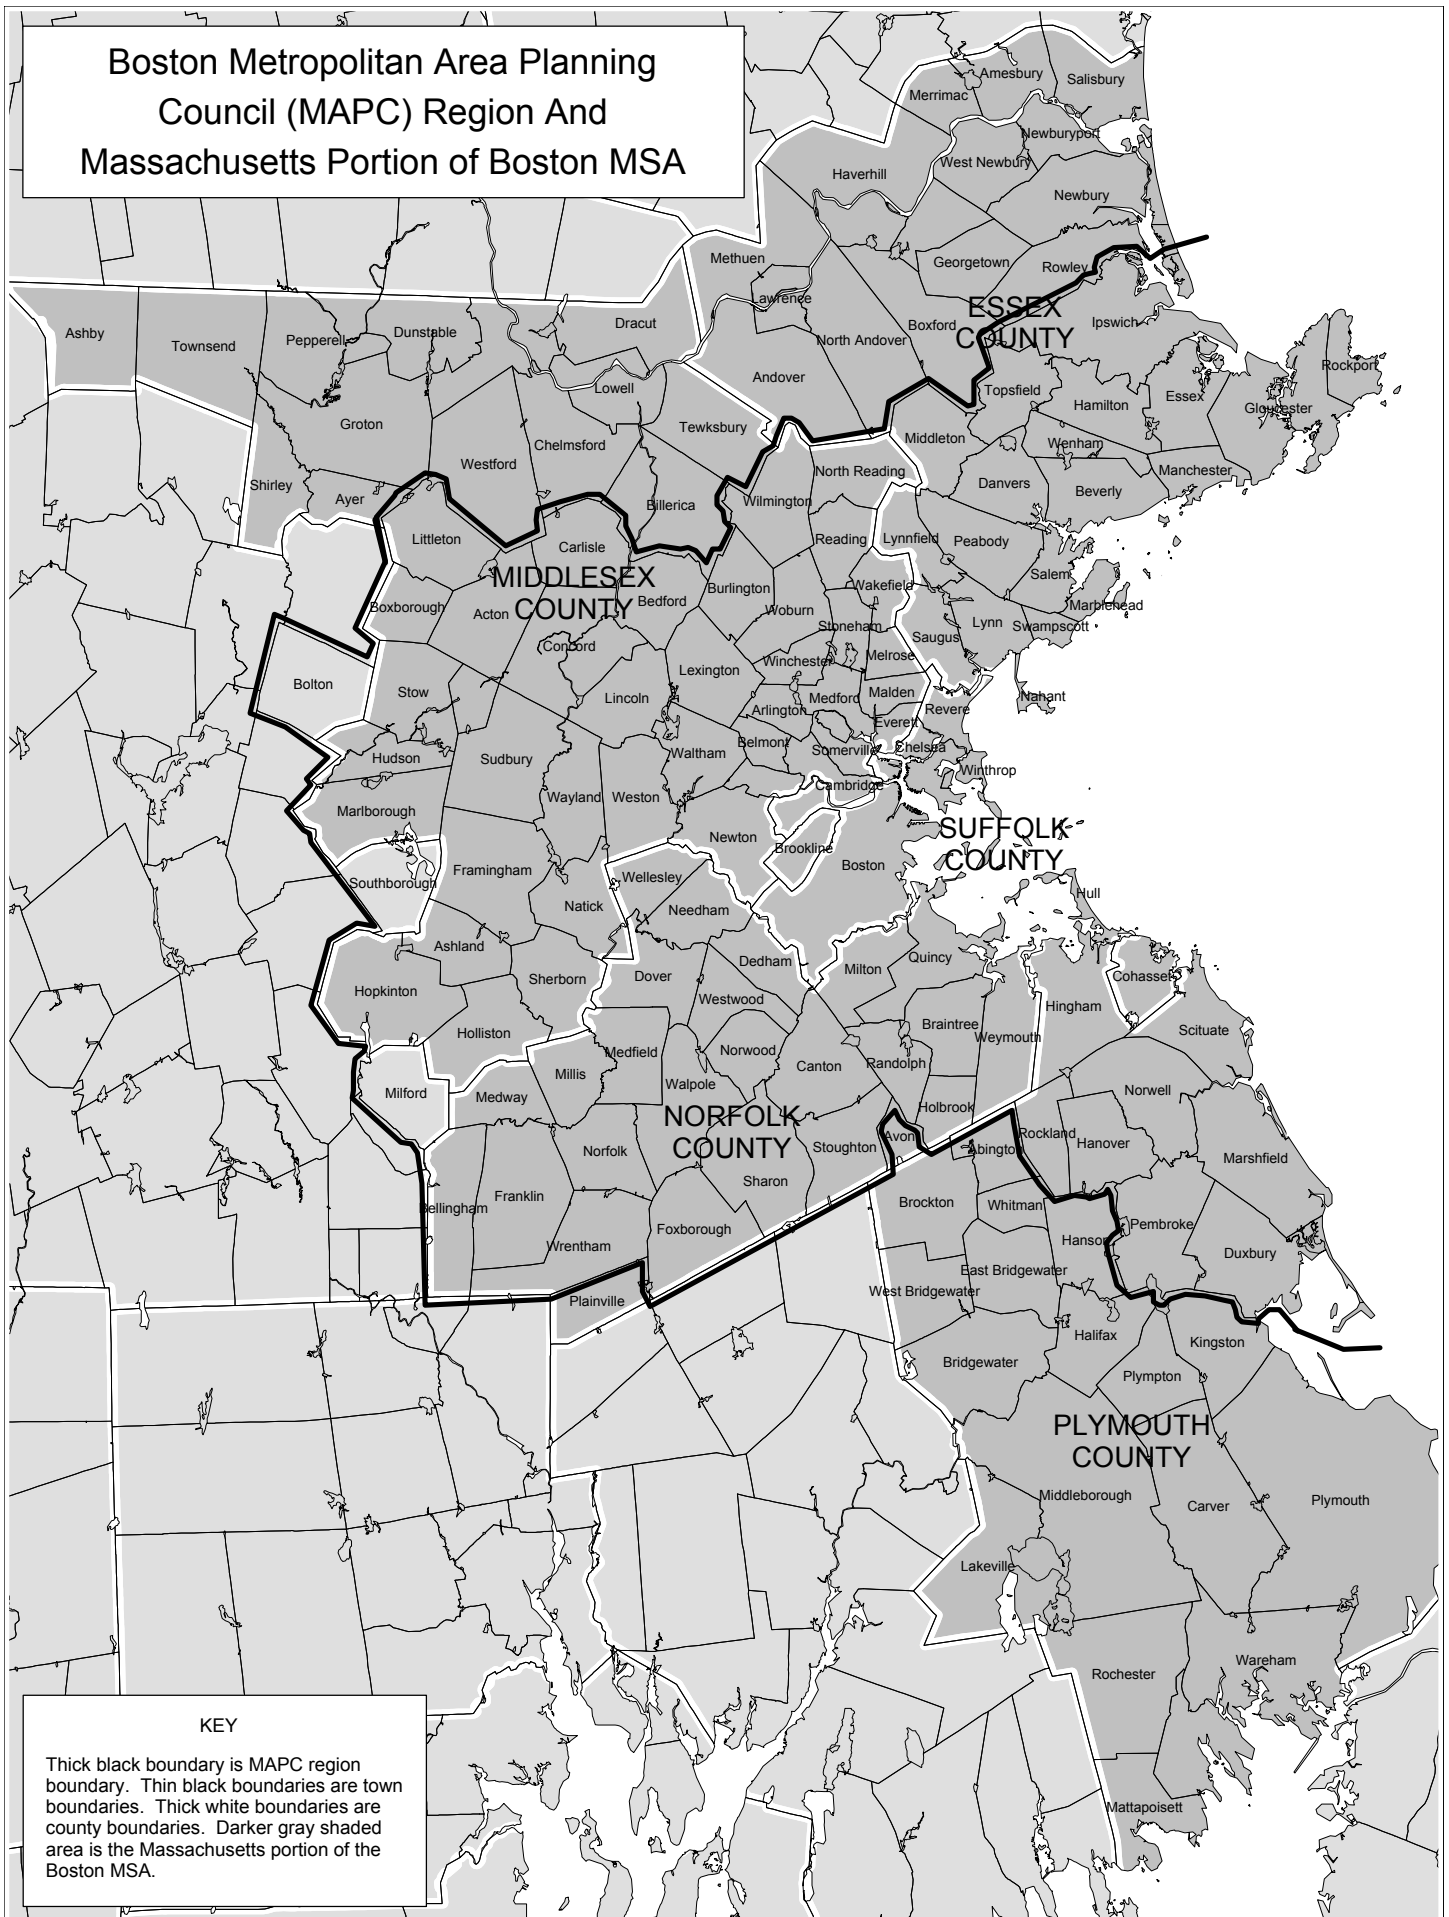 Boston Metropolitan Area Planning
Council (MAPC) Region And
Massachusetts Portion of Boston MSA
Amesbury
Salisbury
Merrimac
Newburyport
West Newbury
Haverhill
Newbury
Methuen
Georgetown
Rowley
Lawrence
ESSEX
COUNTY
Ipswich
Boxford
North Andover
Dracut
Dunstable
Pepperell
Townsend
Ashby
Rockport
Andover
Lowell
Topsfield
Hamilton
Essex
Gloucester
Groton
Tewksbury
Chelmsford
Middleton
Wenham
Westford
North Reading
Manchester
Shirley
Ayer
Billerica
Wilmington
Danvers
Beverly
Littleton
Carlisle
Reading
Lynnfield
Peabody
MIDDLESEX
COUNTY
Salem
Boxborough
Acton
Bedford
Burlington
Wakefield
Marblehead
Woburn
Stoneham
Lynn
Swampscott
Saugus
Concord
Winchester
Melrose
Lexington
Bolton
Stow
Lincoln
Medford
Malden
Nahant
Arlington
Revere
Everett
Belmont
Somerville
Chelsea
Hudson
Sudbury
Waltham
Winthrop
Cambridge
Wayland
Weston
Marlborough
Newton
Brookline
SUFFOLK
COUNTY
Boston
Framingham
Wellesley
Southborough
Hull
Natick
Needham
Ashland
Quincy
Dedham
Milton
Sherborn
Dover
Cohasset
Hopkinton
Westwood
Hingham
Holliston
Braintree
Weymouth
Scituate
Medfield
Norwood
Randolph
Canton
Millis
Walpole
Norwell
Milford
Medway
Holbrook
NORFOLK
COUNTY
Avon
Rockland
Hanover
Norfolk
Stoughton
Abington
Marshfield
Sharon
Franklin
Bellingham
Brockton
Whitman
Foxborough
Pembroke
Hanson
Wrentham
Duxbury
East Bridgewater
West Bridgewater
Plainville
Halifax
Kingston
Bridgewater
Plympton
PLYMOUTH
COUNTY
Middleborough
Carver
Plymouth
Lakeville
Rochester
Wareham
Mattapoisett
KEY
Thick black boundary is MAPC region
boundary. Thin black boundaries are town
boundaries. Thick white boundaries are
county boundaries. Darker gray shaded
area is the Massachusetts portion of the
Boston MSA.